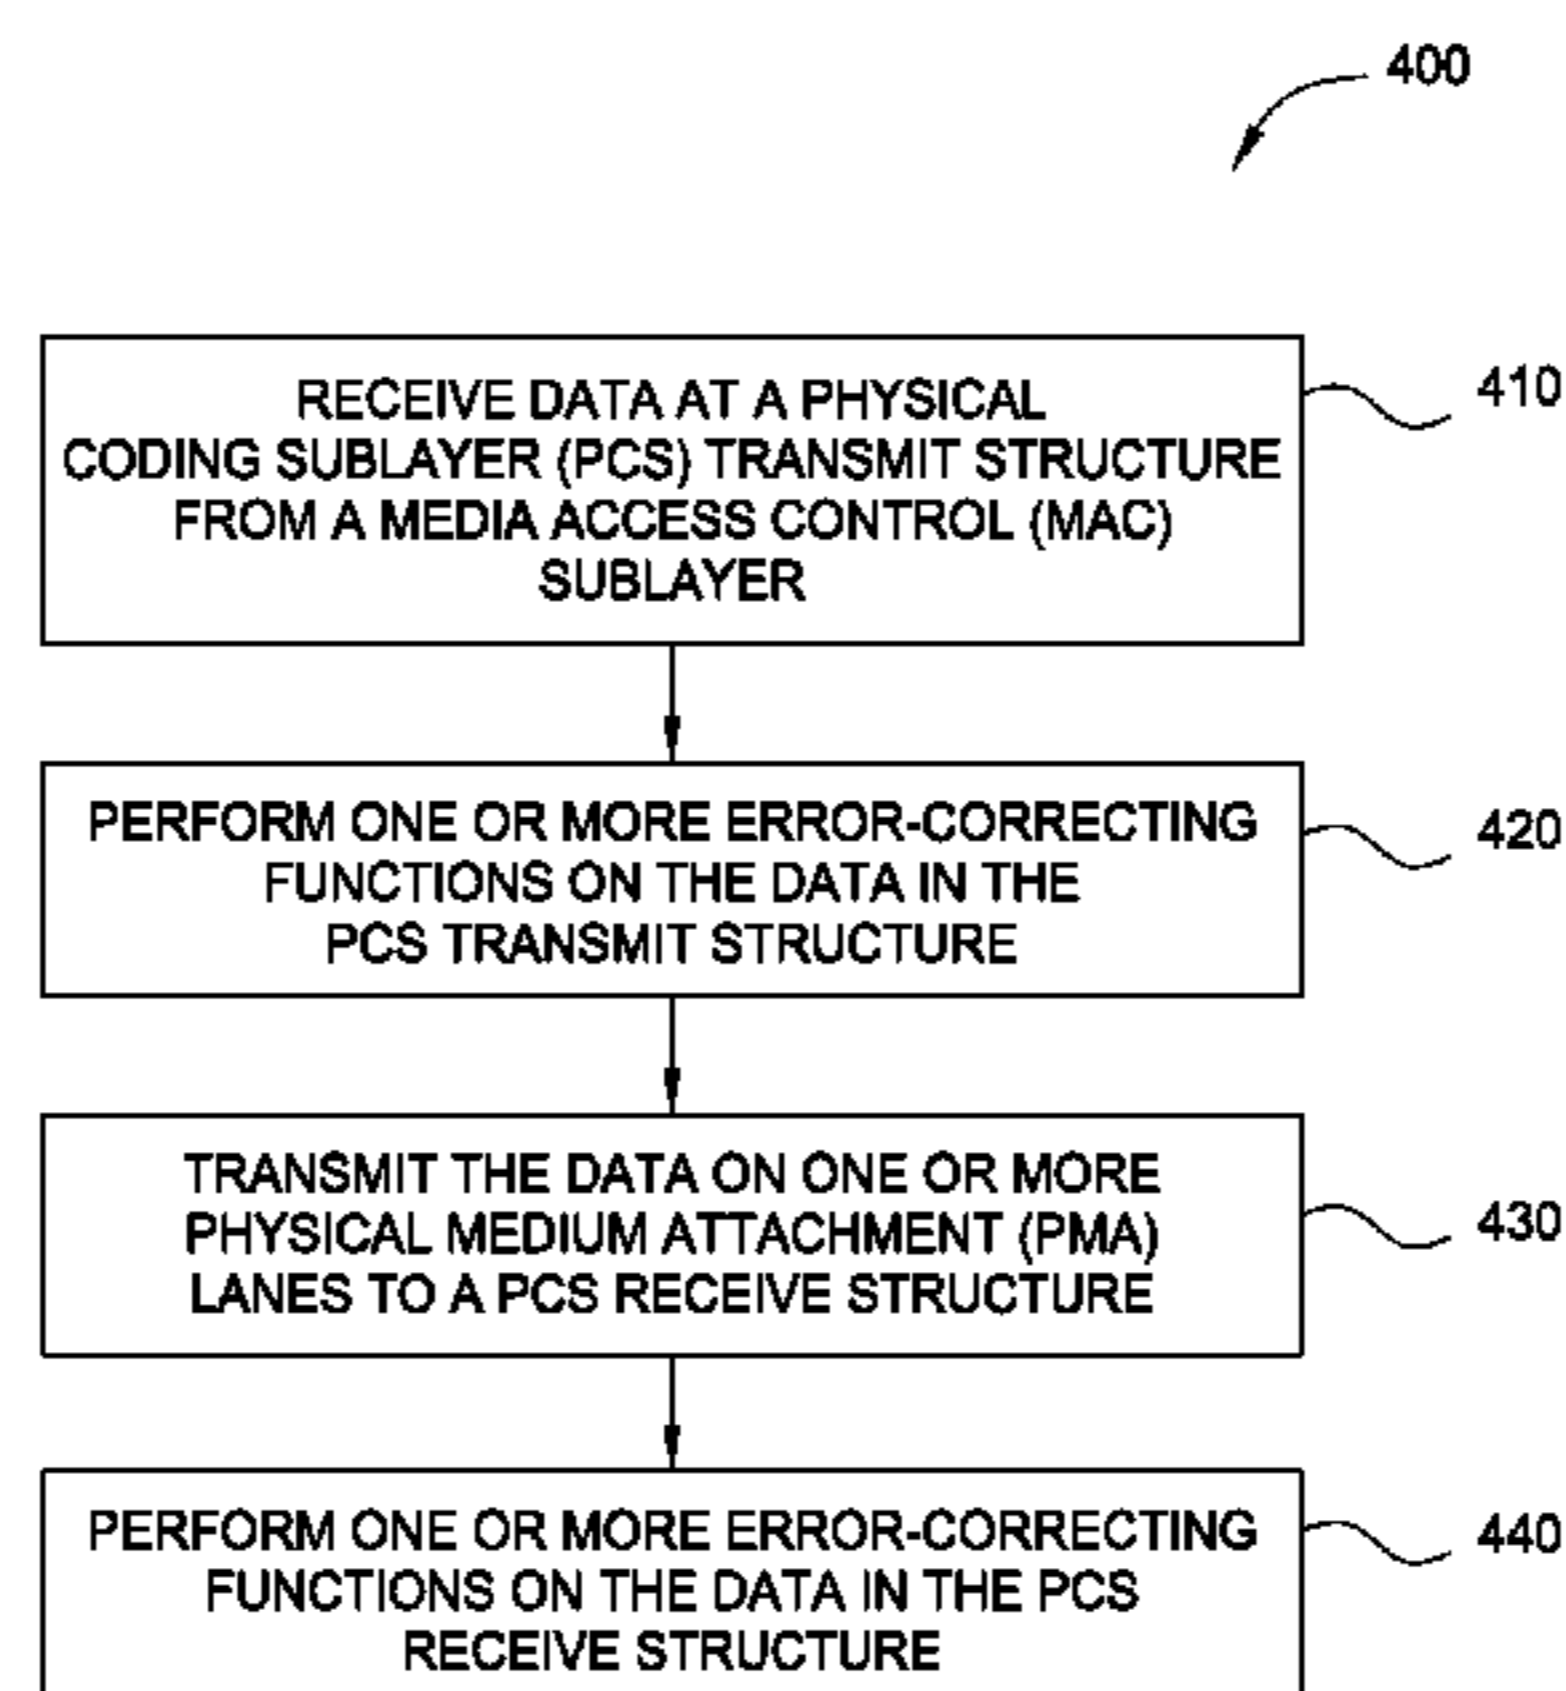 400
RECEIVE DATA AT A PHYSICAL
CODING SUBLAYER (PCS) TRANSMIT STRUCTURE
FROM A MEDIA ACCESS CONTROL (MAC)
SUBLAYER
410
PERFORM ONE OR MORE ERROR-CORRECTING
FUNCTIONS ON THE DATA IN THE
PCS TRANSMIT STRUCTURE
420
TRANSMIT THE DATA ON ONE OR MORE
PHYSICAL MEDIUM ATTACHMENT (PMA)
LANES TO A PCS RECEIVE STRUCTURE
430
PERFORM ONE OR MORE ERROR-CORRECTING
FUNCTIONS ON THE DATA IN THE PCS
RECEIVE STRUCTURE
440